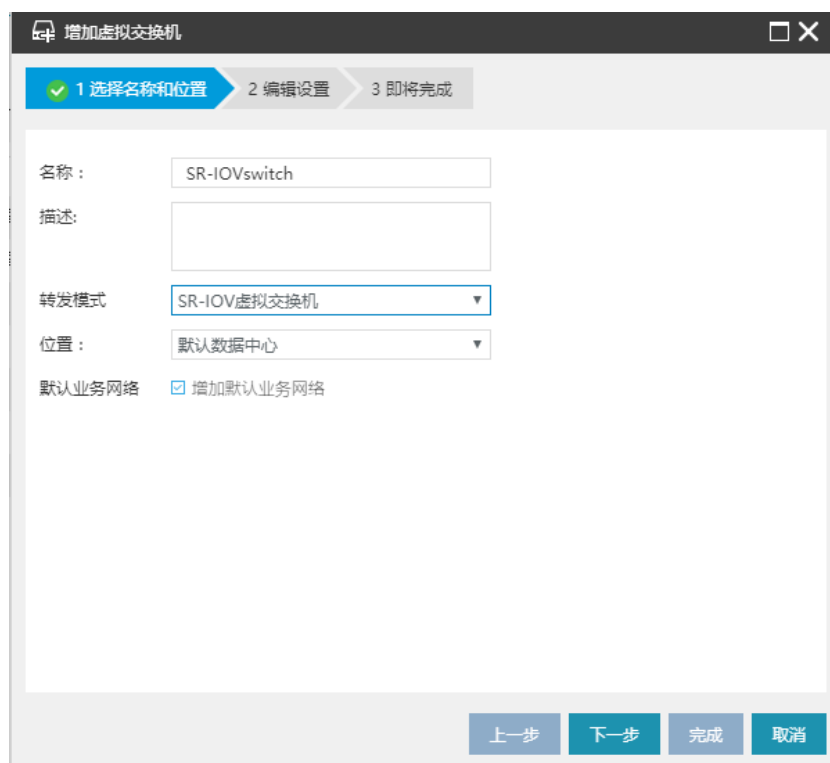 增加虚拟交换机
1 选择名称和位置 2 编辑设置 3 即将完成
名称： SR-IOVswitch
描述:
转发模式 SR-IOV虚拟交换机
位置： 默认数据中心
默认业务网络 增加默认业务网络
上一步 下一步 完成 取消